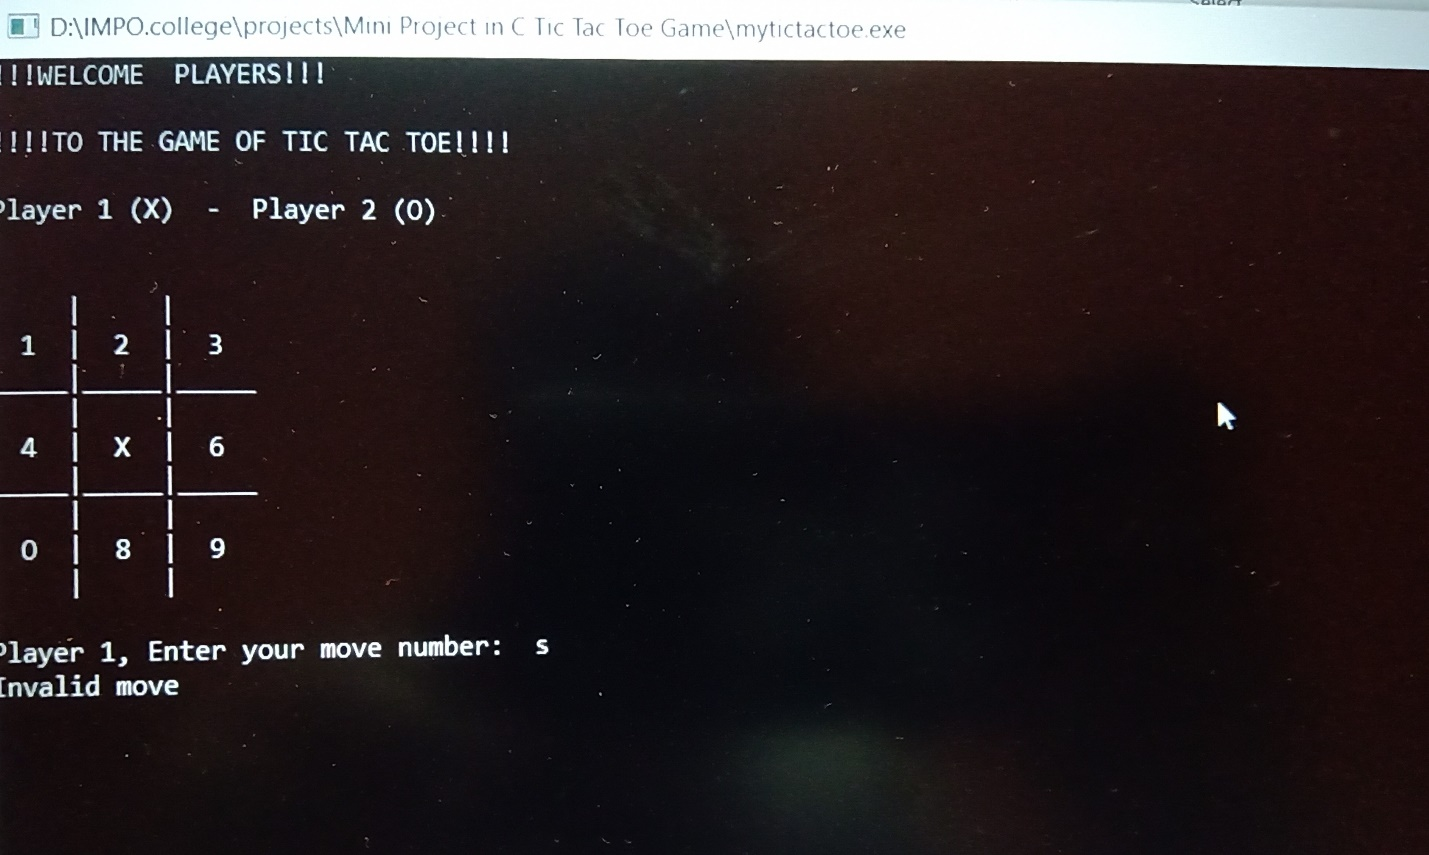 D:\IMPO.college\projects\Mini Project in C Tic Tac Toe Game\mytictactoe.exe
!!!WELCOME  PLAYERS!!!
!!!!TO THE GAME OF TIC TAC TOE!!!!
Player 1 (X)  -  Player 2 (O)
1 | 2 | 3
4 | X | 6
O | 8 | 9
Player 1, Enter your move number:  s
Invalid move